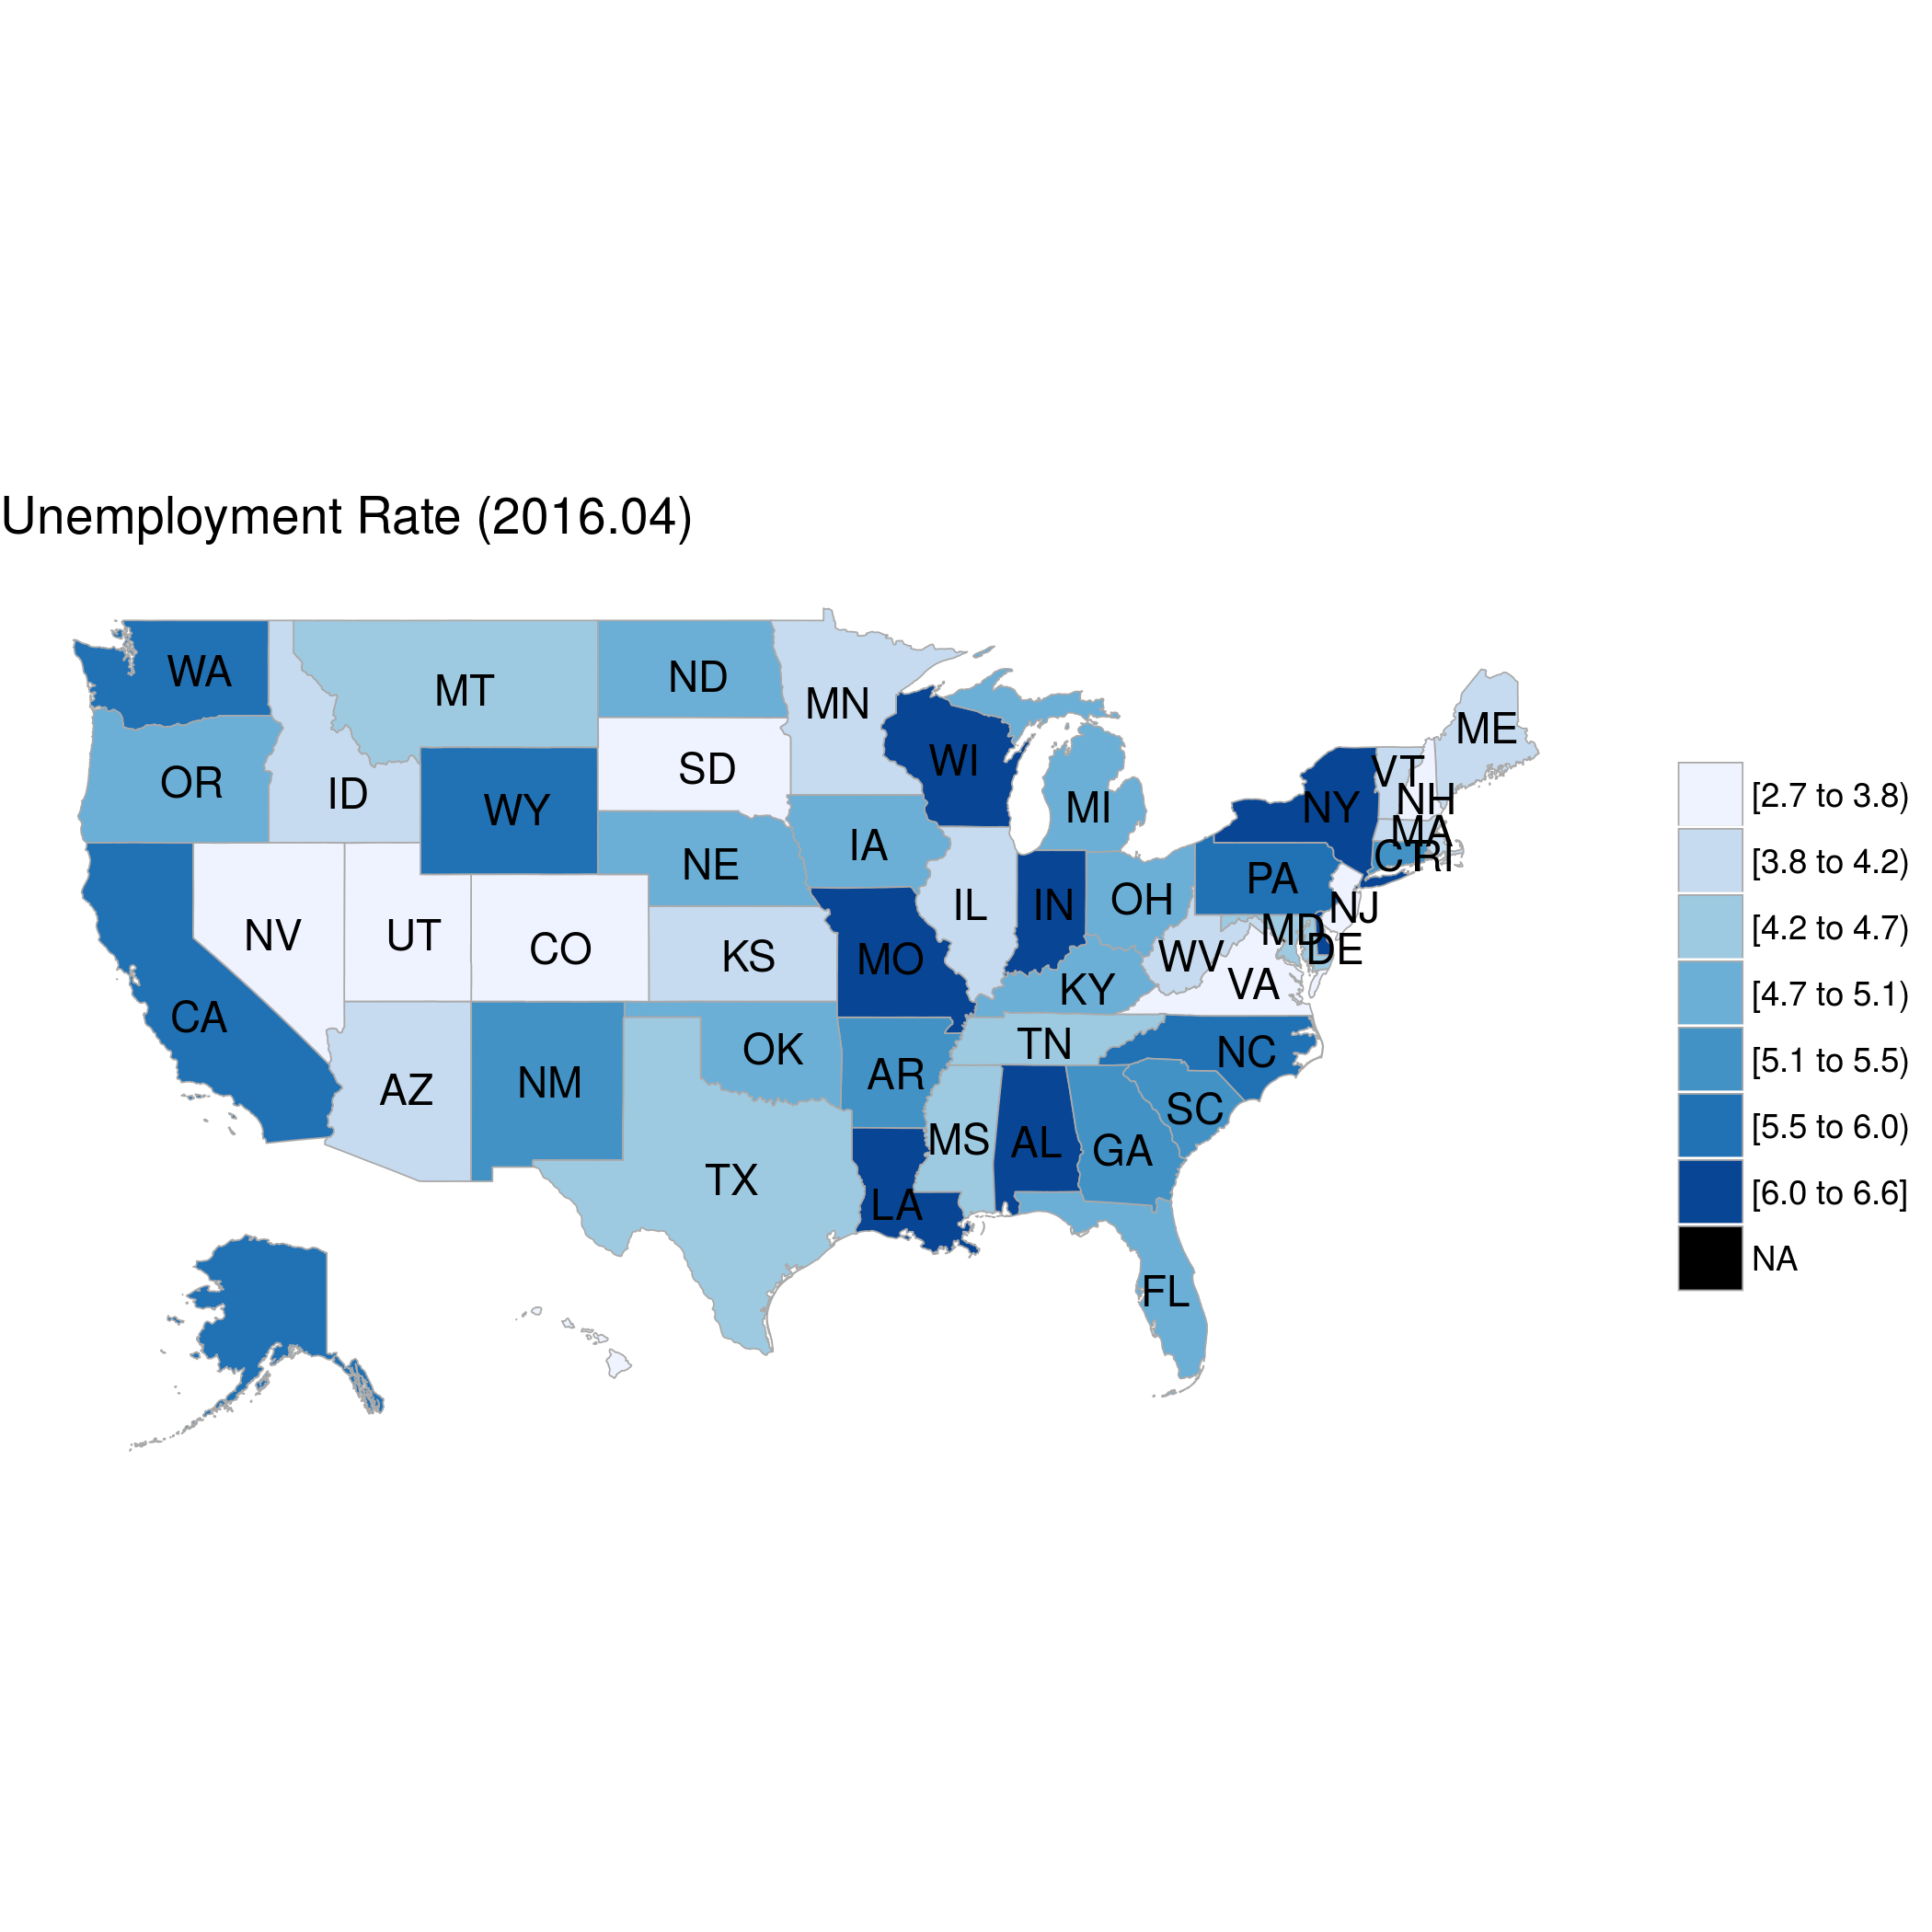 Unemployment Rate (2016.04)
WA
MT
ND
MN
ME
OR
ID
WY
SD
WI
MI
VT
NH
NY
MA
CT
RI
NE
IA
PA
NJ
NV
UT
CO
KS
MO
IL
IN
OH
MD
DE
WV
VA
KY
CA
AZ
NM
OK
AR
TN
NC
SC
TX
LA
MS
AL
GA
FL
[2.7 to 3.8)
[3.8 to 4.2)
[4.2 to 4.7)
[4.7 to 5.1)
[5.1 to 5.5)
[5.5 to 6.0)
[6.0 to 6.6]
NA